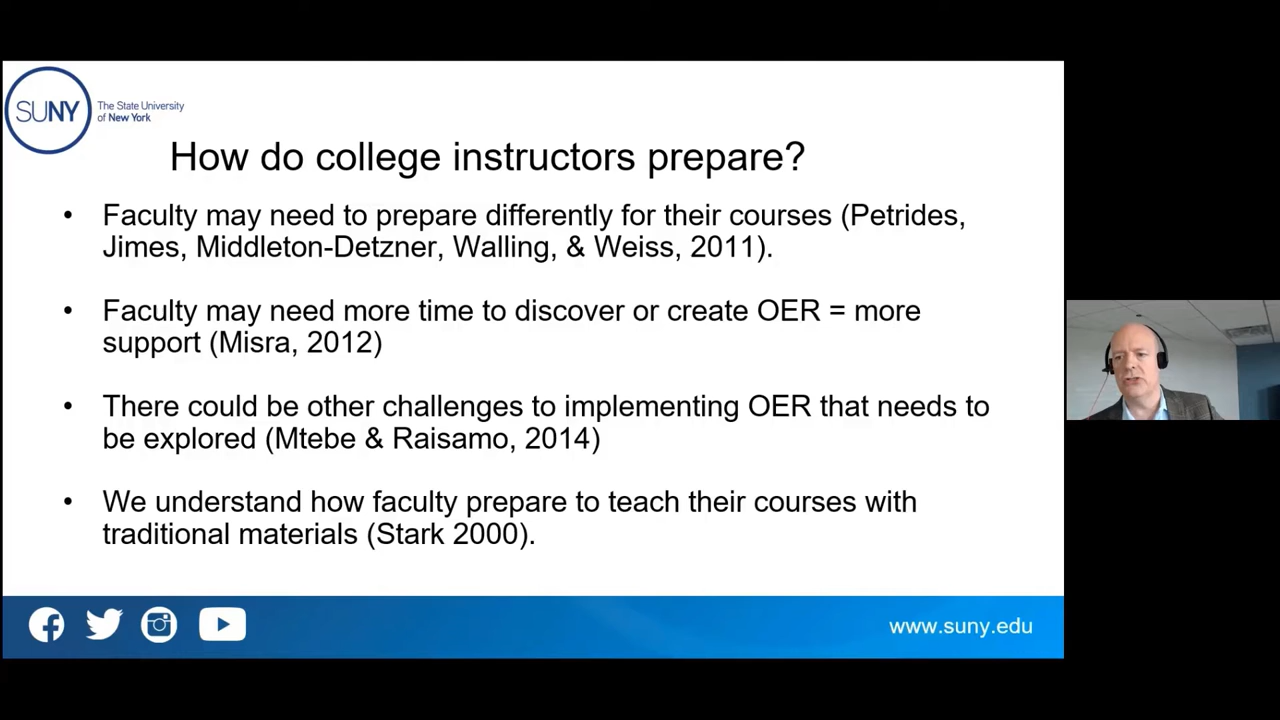 SUNY
The State University
of New York
How do college instructors prepare?
• Faculty may need to prepare differently for their courses (Petrides,
Jimes, Middleton-Detzner, Walling, & Weiss, 2011).
• Faculty may need more time to discover or create OER = more
support (Misra, 2012)
• There could be other challenges to implementing OER that needs to
be explored (Mtebe & Raisamo, 2014)
• We understand how faculty prepare to teach their courses with
traditional materials (Stark 2000).
www.suny.edu